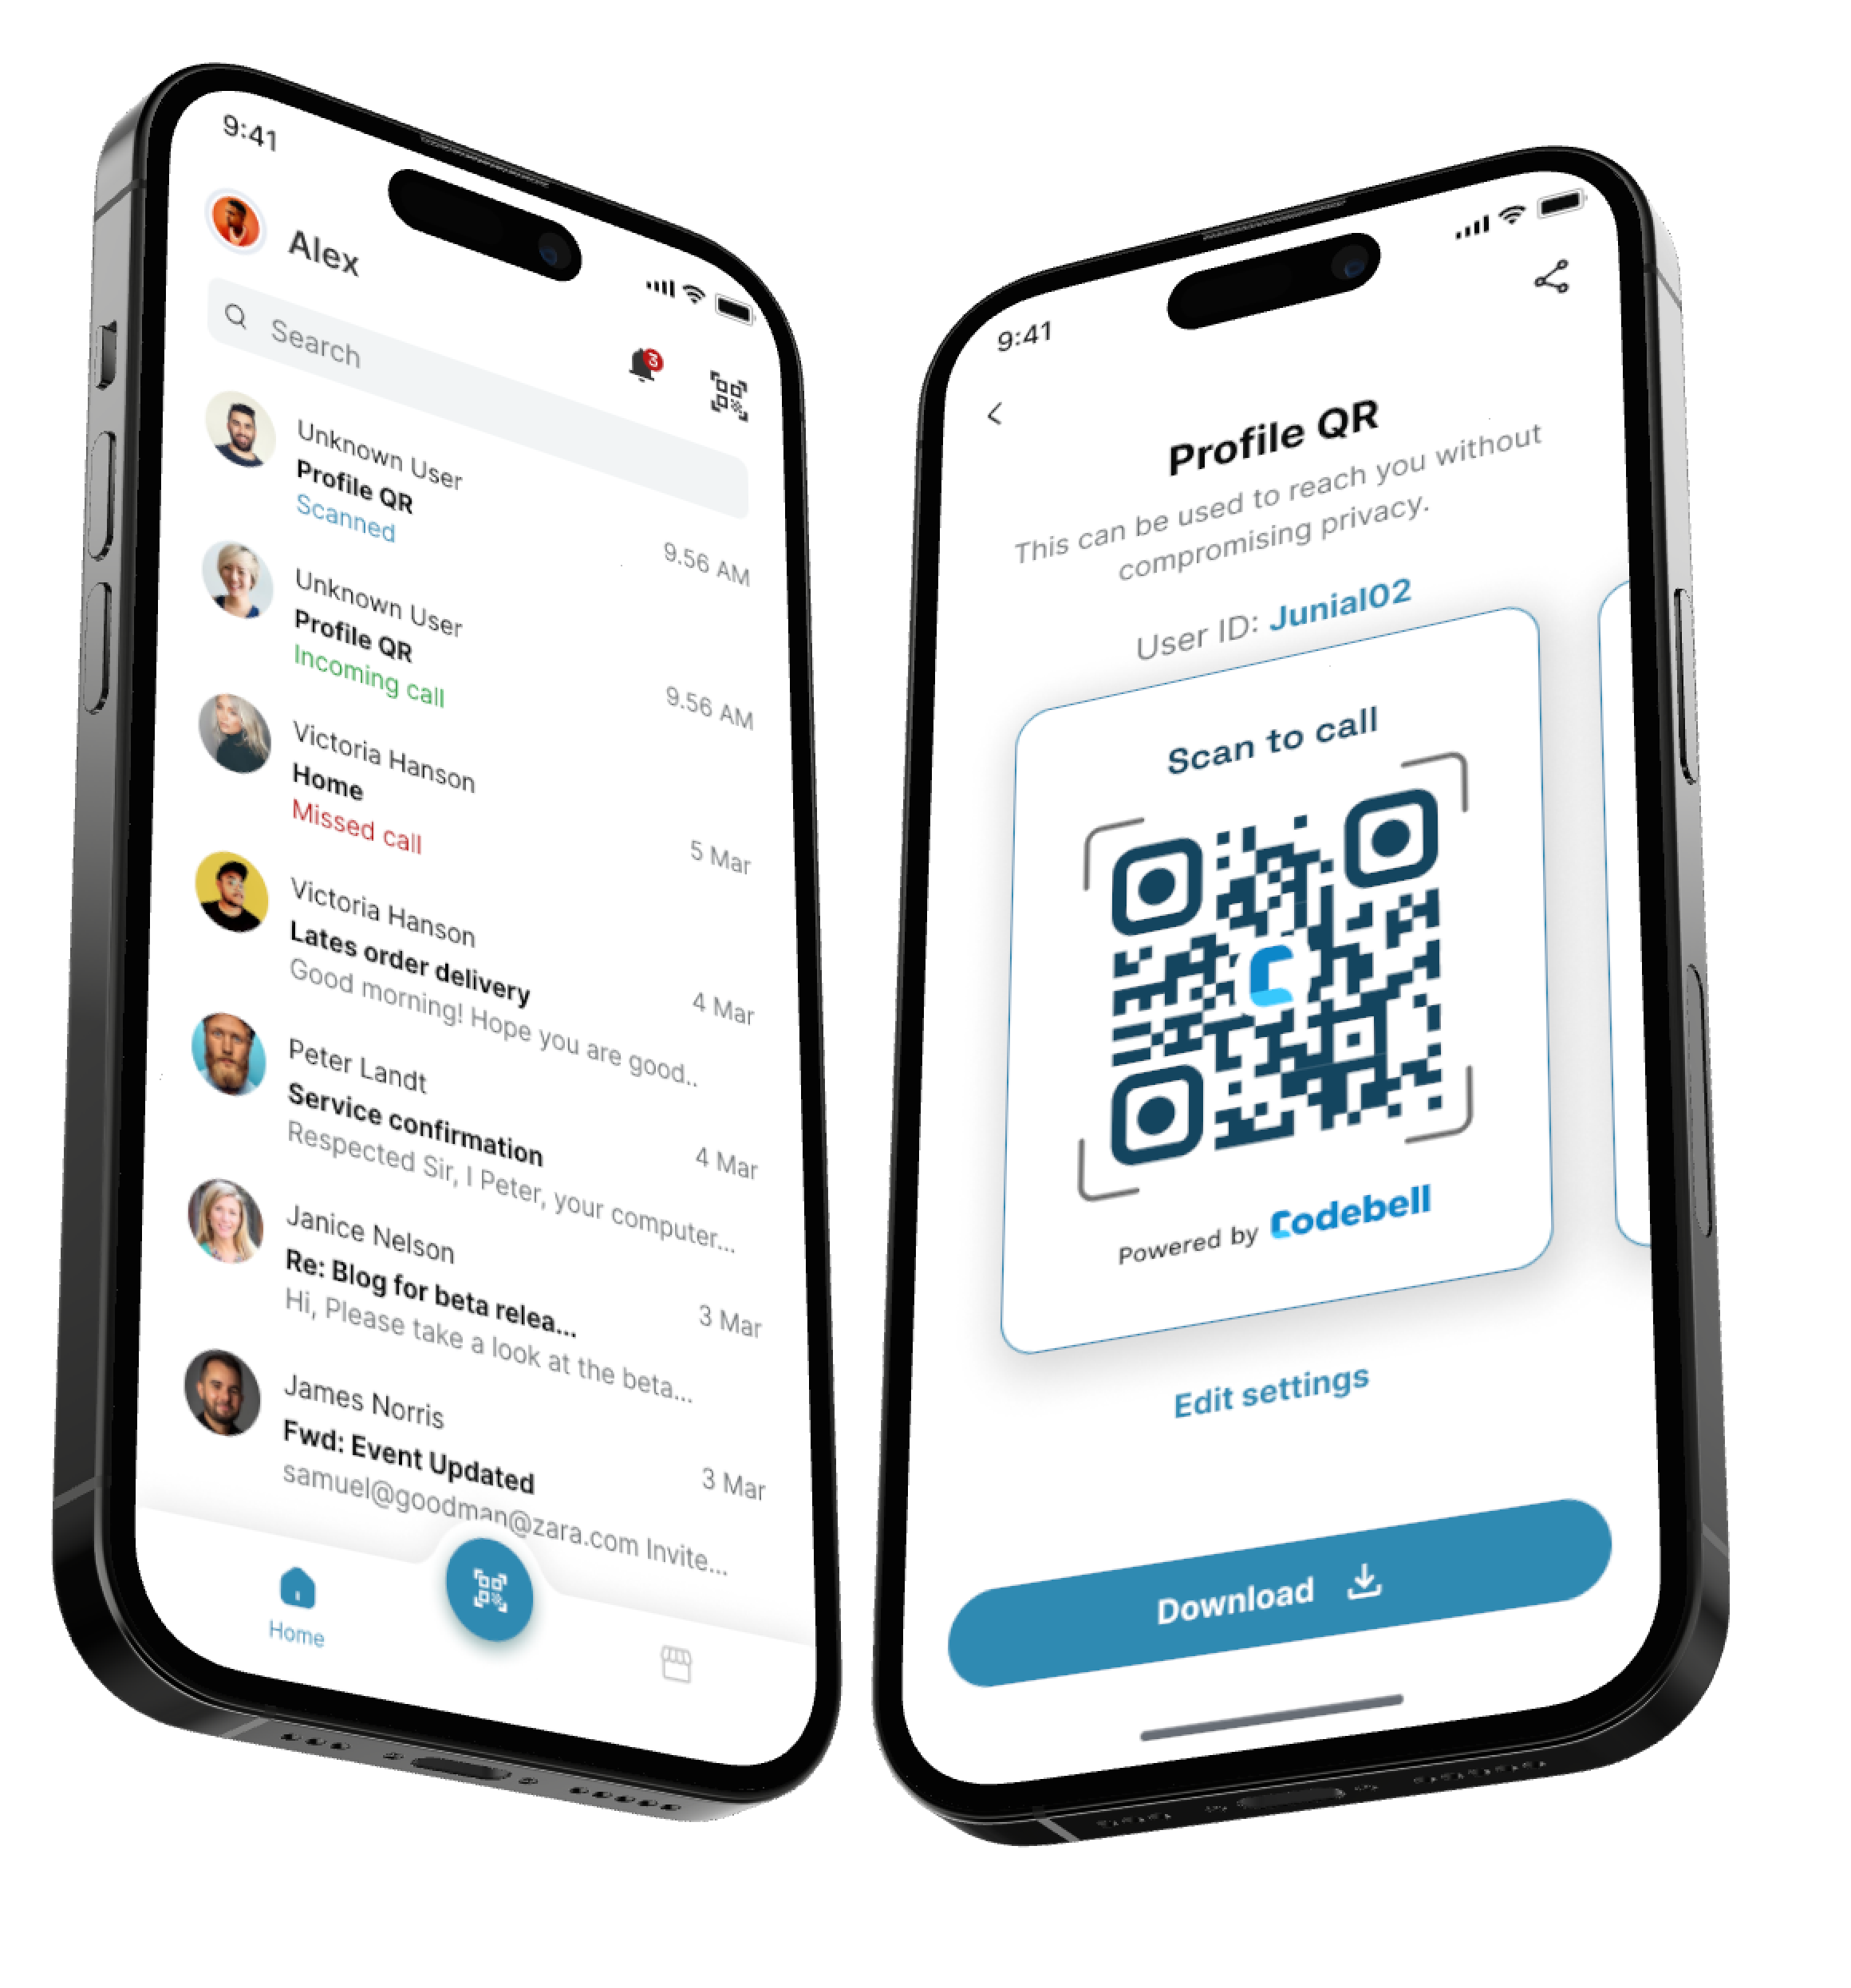 9:41
Alex
3
Search
Unknown User
Profile QR
Scanned
9.56 AM
Unknown User
Profile QR
Incoming call
9.56 AM
Victoria Hanson
Home
Missed call
5 Mar
Victoria Hanson
Lates order delivery
Good morning! Hope you are good..
4 Mar
Peter Landt
Service confirmation
Respected Sir, I Peter, your computer...
4 Mar
Janice Nelson
Re: Blog for beta relea...
Hi, Please take a look at the beta...
3 Mar
James Norris
Fwd: Event Updated
samuel@goodman@zara.com Invite...
3 Mar
Home
9:41
Profile QR
This can be used to reach you without
compromising privacy.
User ID: Junial02
Scan to call
Powered by Codebell
Edit settings
Download